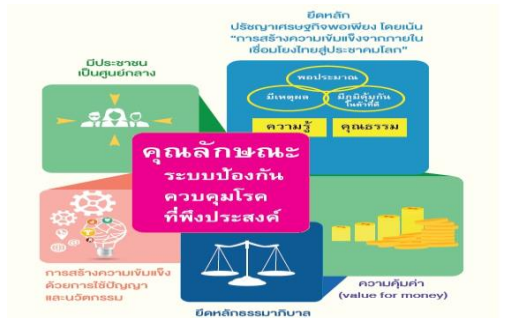 ยึดหลัก
ปรัชญาเศรษฐกิจพอเพียง โดยเน้น
"การสร้างความเข้มแข็งจากภายใน
เชื่อมโยงไทยสู่ประชาคมโลก"
มีประชาชน
เป็นศูนย์กลาง
พอประมาณ
มีเหตุผล
มีภูมิคุ้มกัน
ในตัวที่ดี
ความรู้
คุณธรรม
คุณลักษณะ
ระบบป้องกัน
ควบคุมโรค
ที่พึงประสงค์
การสร้างความเข้มแข็ง
ด้วยการใช้ปัญญา
และนวัตกรรม
ยึดหลักธรรมาภิบาล
ความคุ้มค่า
(value for money)